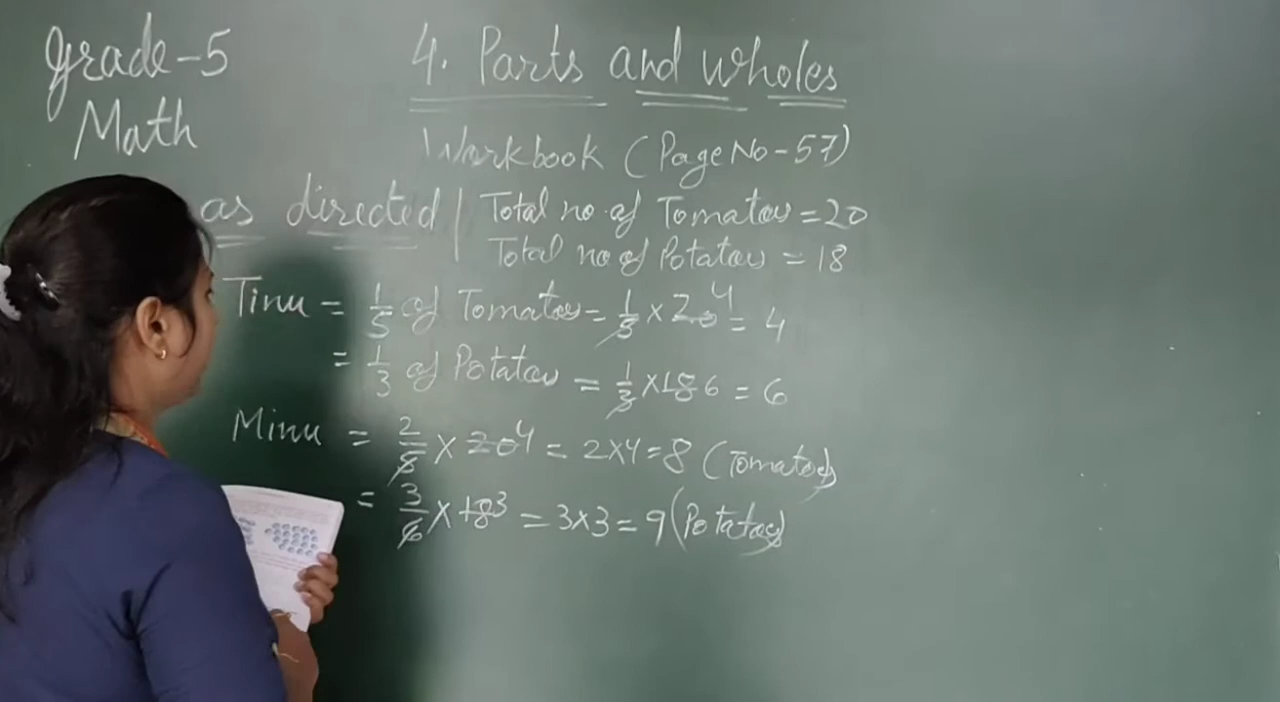 Grade-5
Math
4. Parts and wholes
Workbook (Page No-57)
as directed | Total no of Tomatoes = 20
Total no of Potatoes = 18
Tinu = 1/5 of Tomatoes = 1/5 × 20 4 = 4
= 1/3 of Potatoes = 1/3 × 18 6 = 6
Minu = 2/5 × 20 4 = 2×4 = 8 (Tomatoes)
= 3/6 × 18 3 = 3×3 = 9 (Potatoes)